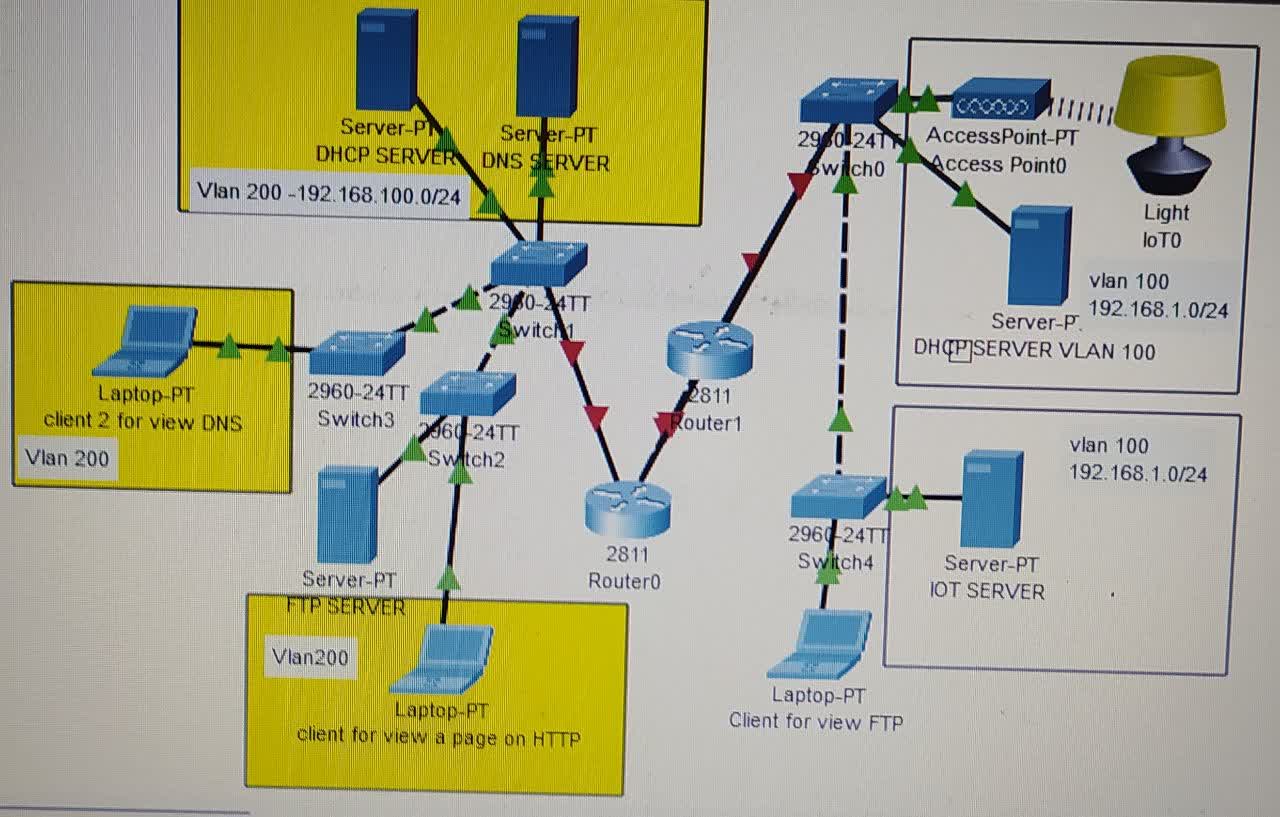 Server-PT
DHCP SERVER
Server-PT
DNS SERVER
Vlan 200 -192.168.100.0/24
2960-24TT
Switch1
Laptop-PT
client 2 for view DNS
Vlan 200
2960-24TT
Switch3
2960-24TT
Switch2
Server-PT
FTP SERVER
Vlan200
Laptop-PT
client for view a page on HTTP
2811
Router0
2811
Router1
2960-24TT
Switch0
AccessPoint-PT
Access Point0
Light
IoT0
vlan 100
192.168.1.0/24
Server-P
DHCP SERVER VLAN 100
vlan 100
192.168.1.0/24
2960-24TT
Switch4
Server-PT
IOT SERVER
Laptop-PT
Client for view FTP